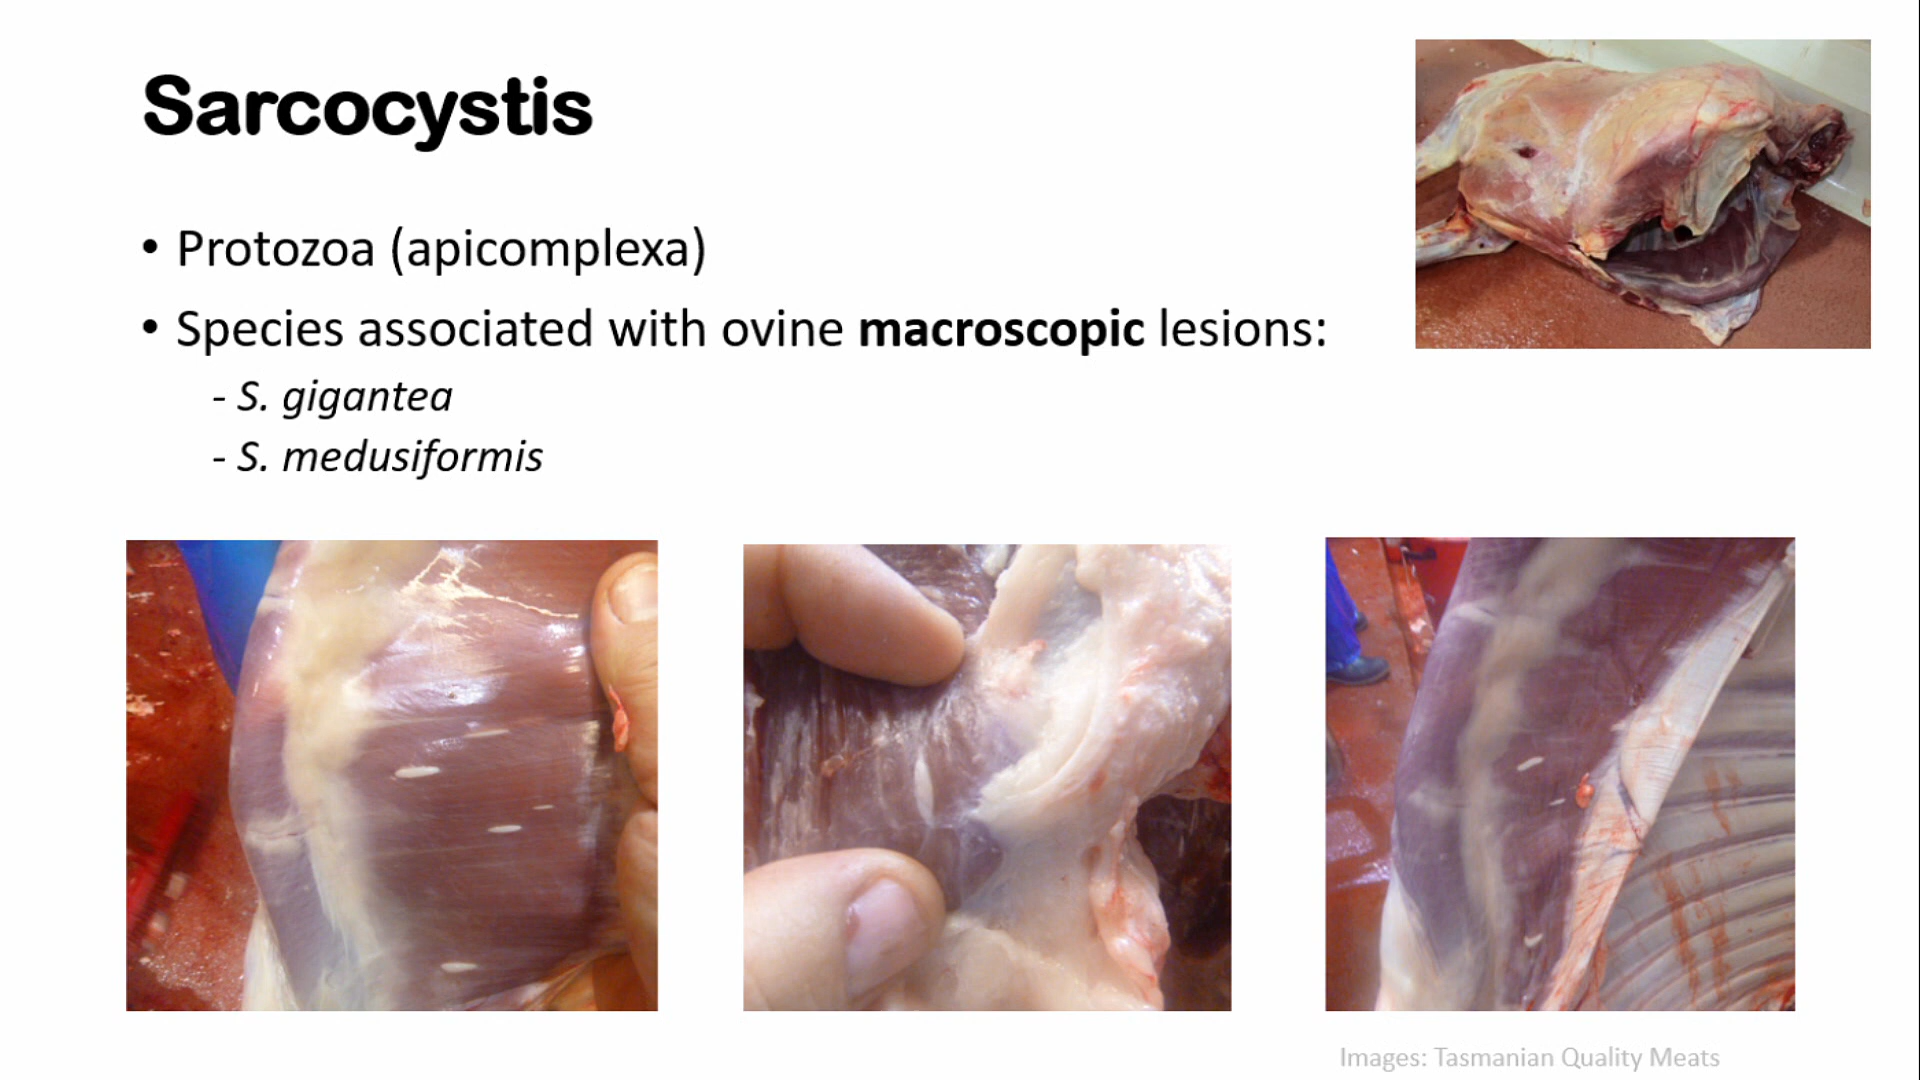 Sarcocystis
• Protozoa (apicomplexa)
• Species associated with ovine macroscopic lesions:
- S. gigantea
- S. medusiformis
Images: Tasmanian Quality Meats